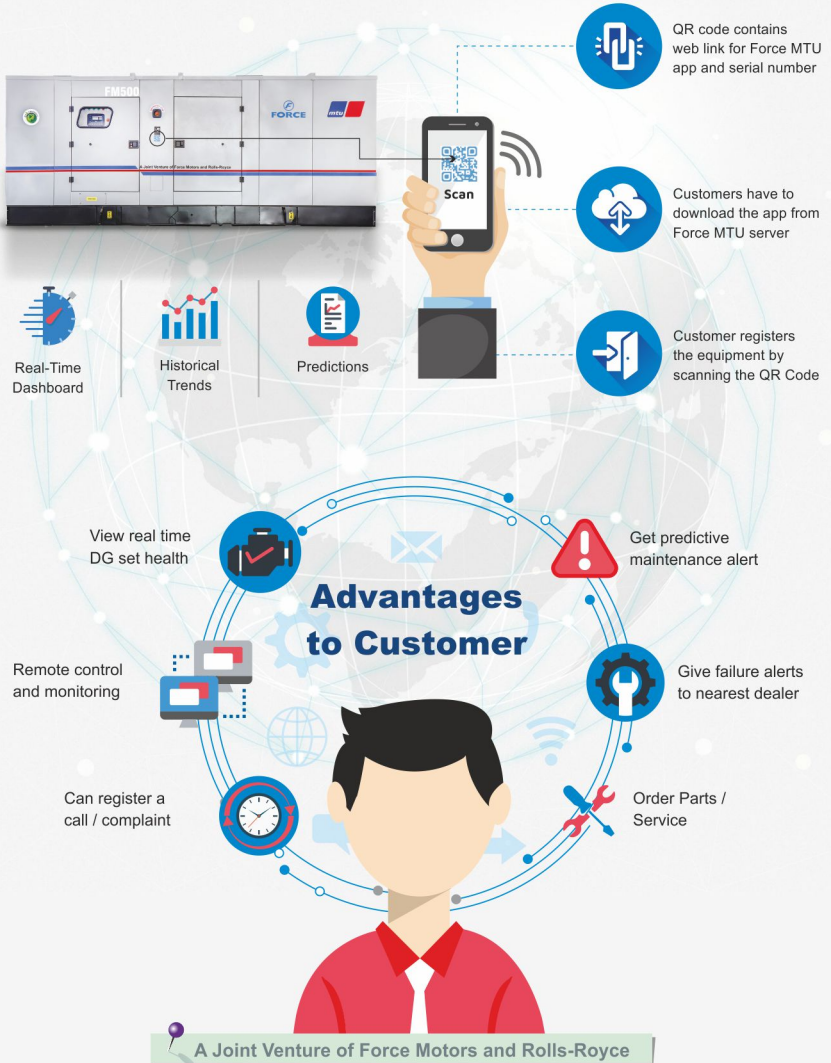 QR code contains
web link for Force MTU
app and serial number
FM500
FORCE
mtu
A Joint Venture of Force Motors and Rolls-Royce
Scan
Customers have to
download the app from
Force MTU server
Real-Time
Dashboard
Historical
Trends
Predictions
Customer registers
the equipment by
scanning the QR Code
Advantages
to Customer
View real time
DG set health
Get predictive
maintenance alert
Remote control
and monitoring
Give failure alerts
to nearest dealer
Can register a
call / complaint
Order Parts /
Service
A Joint Venture of Force Motors and Rolls-Royce